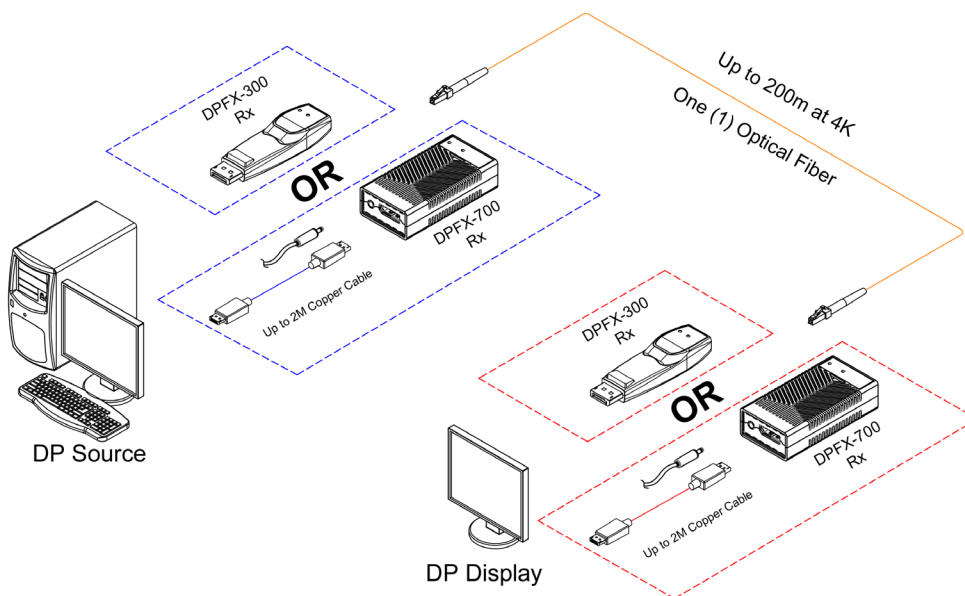 DPFX-300
Rx
OR
DPFX-700
Rx
Up to 2M Copper Cable
DP Source
Up to 200m at 4K
One (1) Optical Fiber
DPFX-300
Rx
OR
DPFX-700
Rx
Up to 2M Copper Cable
DP Display